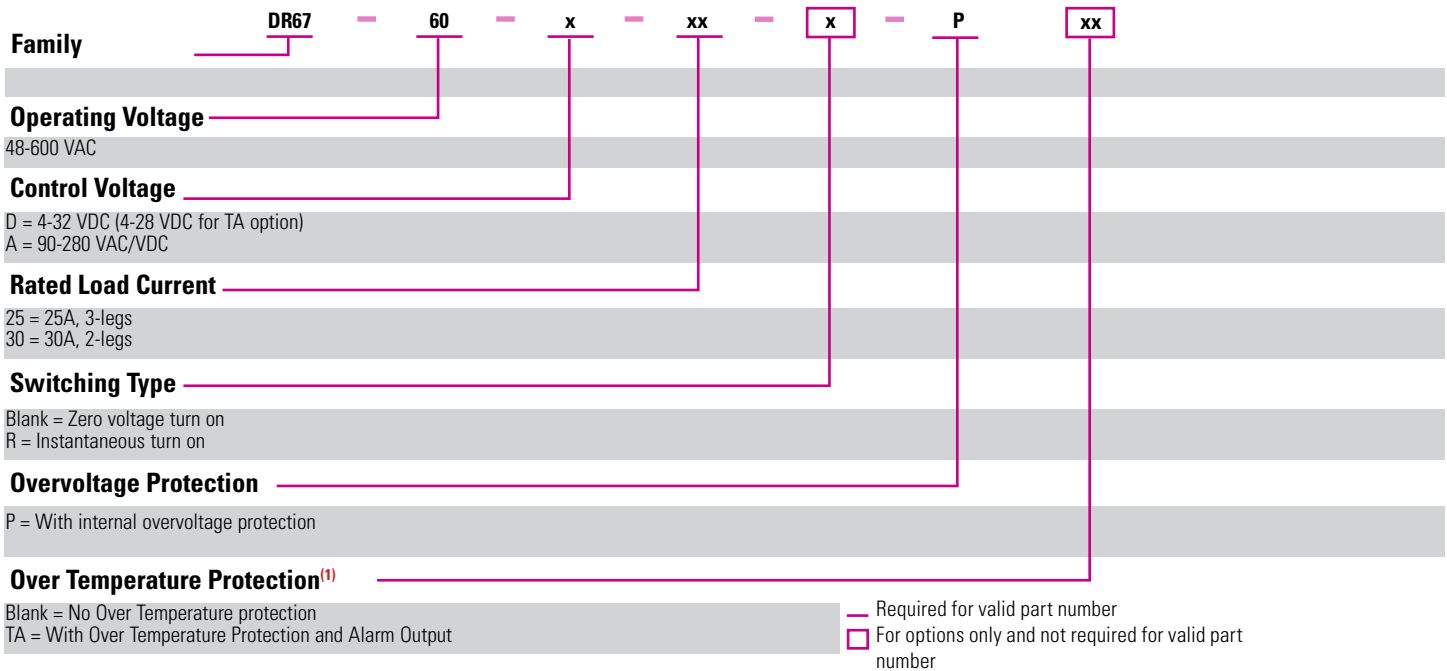 DR67 - 60 - x - xx - x - P xx
Family
Operating Voltage
48-600 VAC
Control Voltage
D = 4-32 VDC (4-28 VDC for TA option)
A = 90-280 VAC/VDC
Rated Load Current
25 = 25A, 3-legs
30 = 30A, 2-legs
Switching Type
Blank = Zero voltage turn on
R = Instantaneous turn on
Overvoltage Protection
P = With internal overvoltage protection
Over Temperature Protection(1)
Blank = No Over Temperature protection
TA = With Over Temperature Protection and Alarm Output
Required for valid part number
For options only and not required for valid part
number